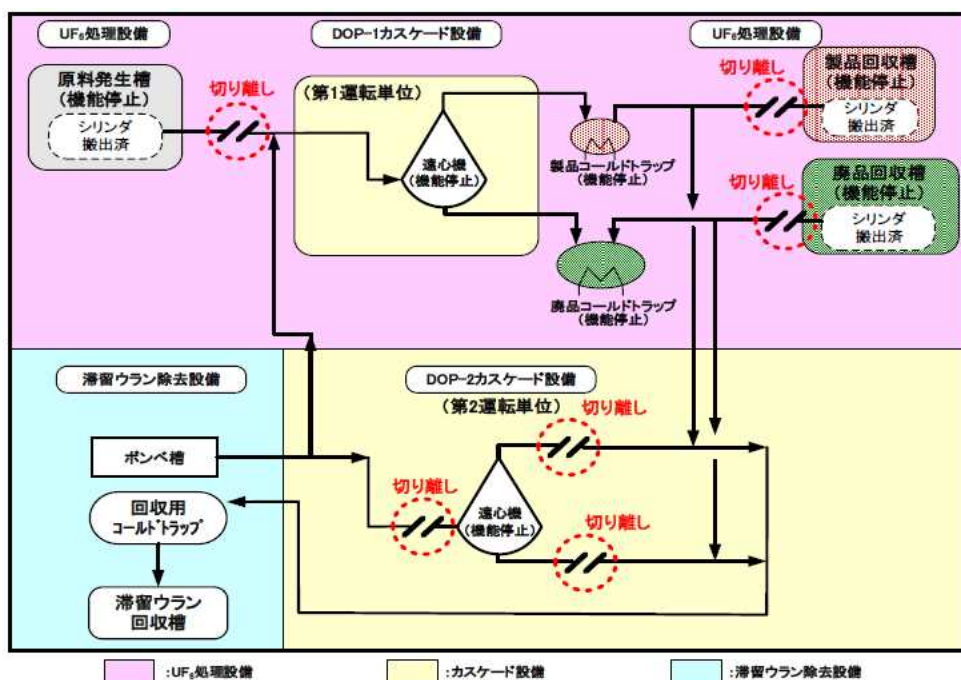 UF₆処理設備
DOP-1カスケード設備
UF₆処理設備
原料発生槽
(機能停止)
シリンダ
搬出済
切り離し
(第1運転単位)
遠心機
(機能停止)
製品コールドトラップ
(機能停止)
切り離し
製品回収槽
(機能停止)
シリンダ
搬出済
切り離し
廃品回収槽
(機能停止)
シリンダ
搬出済
廃品コールドトラップ
(機能停止)
滞留ウラン除去設備
DOP-2カスケード設備
(第2運転単位)
切り離し
ボンベ槽
切り離し
遠心機
(機能停止)
切り離し
回収用
コールドトラップ
滞留ウラン
回収槽
:UF₆処理設備
:カスケード設備
:滞留ウラン除去設備